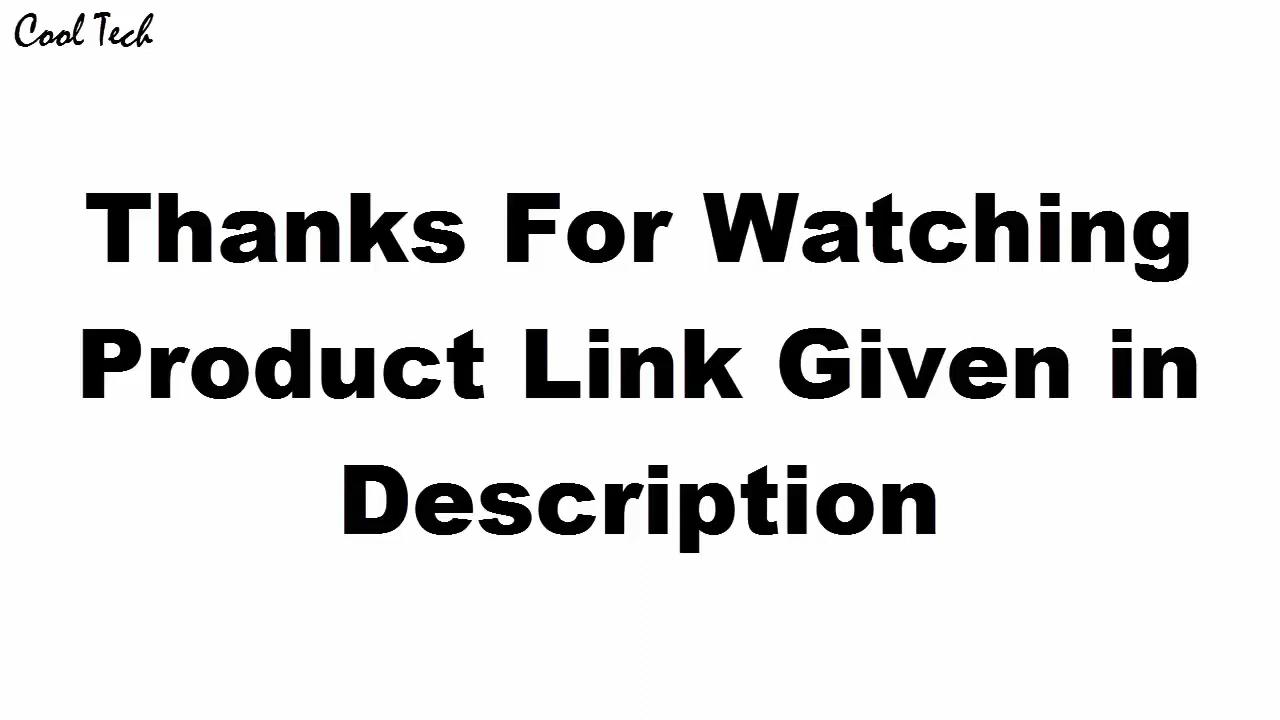 Cool Tech
Thanks For Watching
Product Link Given in
Description